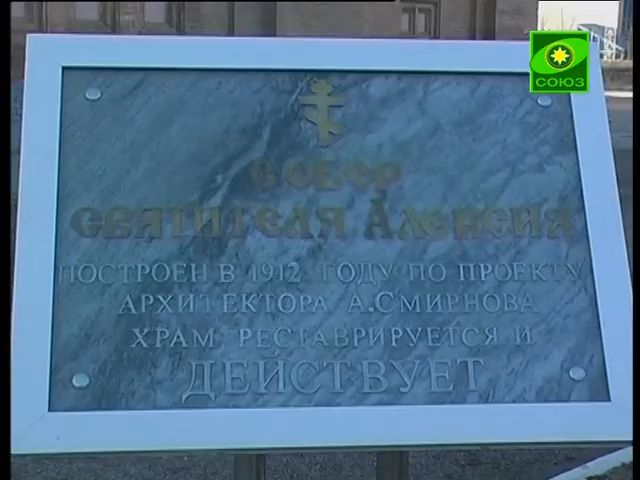 СОЮЗ
СОБОР
СВЯТИТЕЛЯ АЛЕКСИЯ
ПОСТРОЕН В 1912 ГОДУ ПО ПРОЕКТУ
АРХИТЕКТОРА А.СМИРНОВА
ХРАМ РЕСТАВРИРУЕТСЯ И
ДЕЙСТВУЕТ